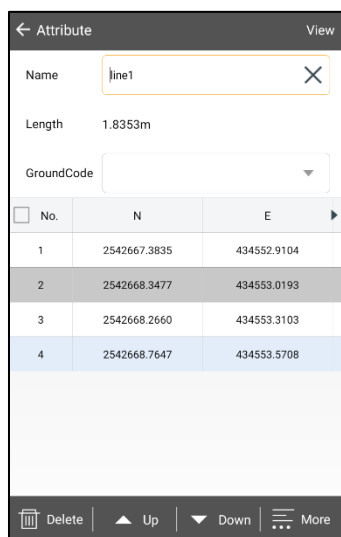 Attribute View
Name line1
Length 1.8353m
GroundCode
No. N E
1 2542667.3835 434552.9104
2 2542668.3477 434553.0193
3 2542668.2660 434553.3103
4 2542668.7647 434553.5708
Delete Up Down More